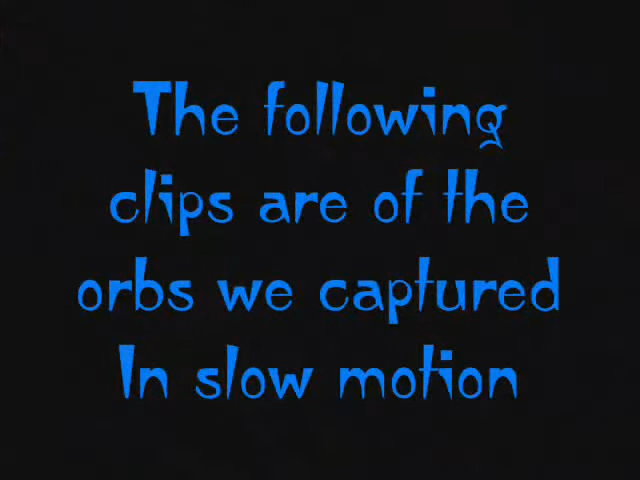 The following
clips are of the
orbs we captured
In slow motion